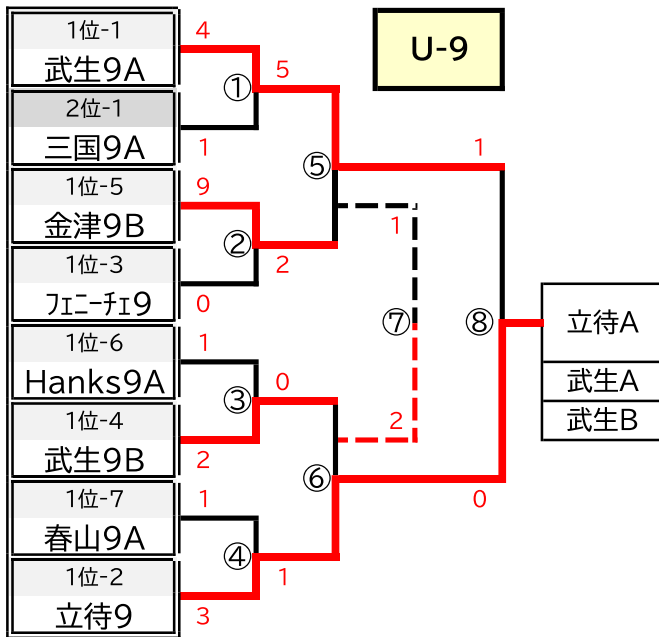 1位-1
4
武生9A
①
5
2位-1
三国9A
1
U-9
⑤
1
1位-5
9
金津9B
②
2
1
1位-3
フェニーチェ9
0
⑦
⑧
立待A
武生A
武生B
1位-6
1
Hanks9A
③
0
1位-4
武生9B
2
2
⑥
0
1位-7
1
春山9A
④
1
1位-2
立待9
3